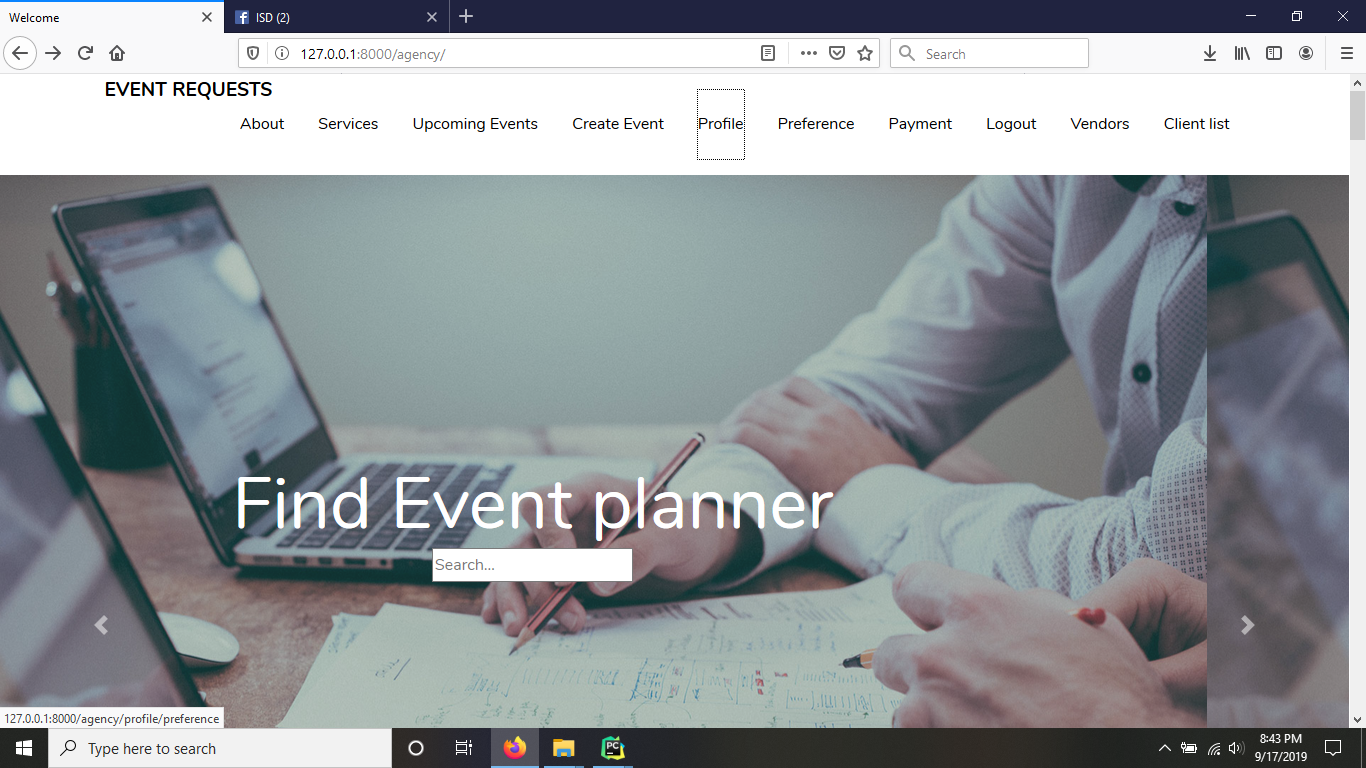 Welcome
ISD (2)
127.0.0.1:8000/agency/
Search
EVENT REQUESTS
About Services Upcoming Events Create Event Profile Preference Payment Logout Vendors Client list
Find Event planner
Search...
127.0.0.1:8000/agency/profile/preference
Type here to search
PC
8:43 PM
9/17/2019